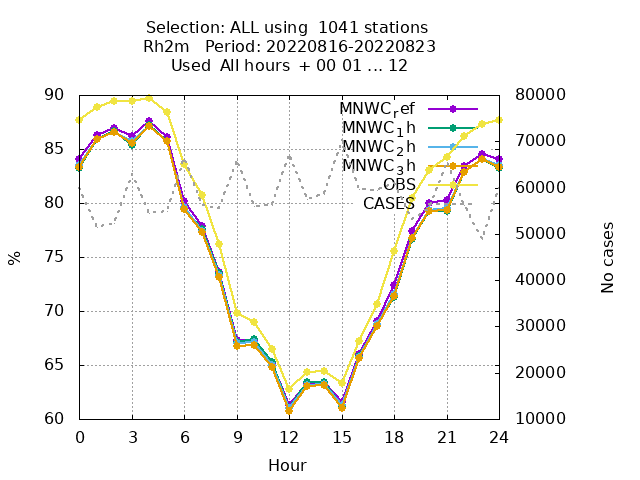 Selection: ALL using  1041 stations
Rh2m   Period: 20220816-20220823
Used  All hours  + 00 01 ... 12
90
85
80
75
70
65
60
%
80000
70000
60000
50000
40000
30000
20000
10000
No cases
MNWC_ref
MNWC_1h
MNWC_2h
MNWC_3h
OBS
CASES
0 3 6 9 12 15 18 21 24
Hour